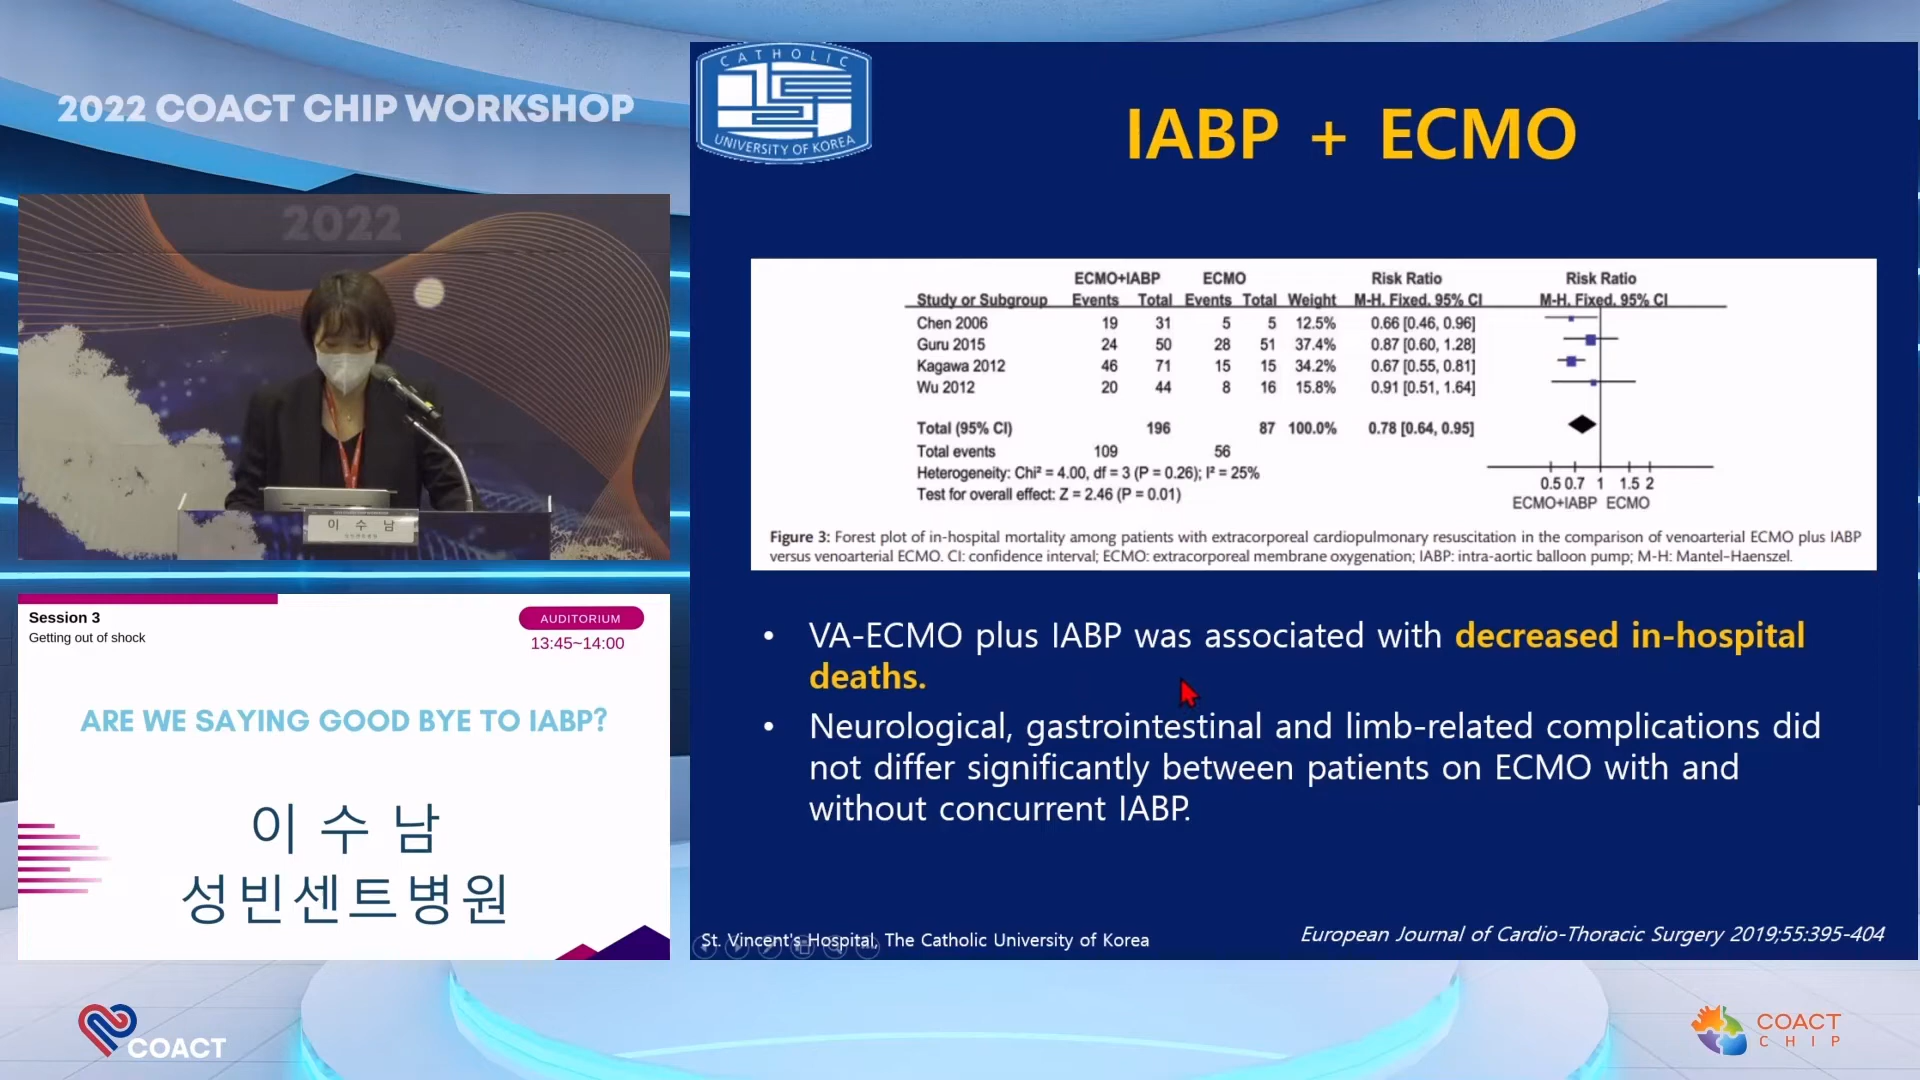 2022 COACT CHIP WORKSHOP
2022
이 수 남
Session 3
Getting out of shock
AUDITORIUM
13:45~14:00
ARE WE SAYING GOOD BYE TO IABP?
이 수 남
성빈센트병원
CATHOLIC
UNIVERSITY OF KOREA
IABP + ECMO
ECMO+IABP ECMO Risk Ratio Risk Ratio
Study or Subgroup Events Total Events Total Weight M-H. Fixed. 95% CI M-H. Fixed. 95% CI
Chen 2006 19 31 5 5 12.5% 0.66 [0.46, 0.96]
Guru 2015 24 50 28 51 37.4% 0.87 [0.60, 1.28]
Kagawa 2012 46 71 15 15 34.2% 0.67 [0.55, 0.81]
Wu 2012 20 44 8 16 15.8% 0.91 [0.51, 1.64]
Total (95% CI) 196 87 100.0% 0.78 [0.64, 0.95]
Total events 109 56
Heterogeneity: Chi² = 4.00, df = 3 (P = 0.26); I² = 25%
Test for overall effect: Z = 2.46 (P = 0.01)
0.5 0.7 1 1.5 2
ECMO+IABP ECMO
Figure 3: Forest plot of in-hospital mortality among patients with extracorporeal cardiopulmonary resuscitation in the comparison of venoarterial ECMO plus IABP
versus venoarterial ECMO. CI: confidence interval; ECMO: extracorporeal membrane oxygenation; IABP: intra-aortic balloon pump; M-H: Mantel–Haenszel.
• VA-ECMO plus IABP was associated with decreased in-hospital
deaths.
• Neurological, gastrointestinal and limb-related complications did
not differ significantly between patients on ECMO with and
without concurrent IABP.
St. Vincent's Hospital, The Catholic University of Korea
European Journal of Cardio-Thoracic Surgery 2019;55:395-404
COACT
COACT
CHIP